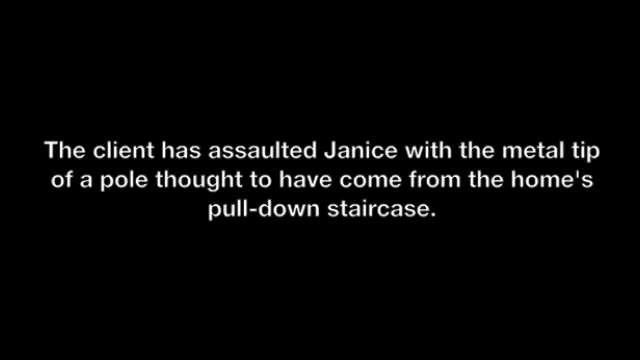 The client has assaulted Janice with the metal tip
of a pole thought to have come from the home's
pull-down staircase.